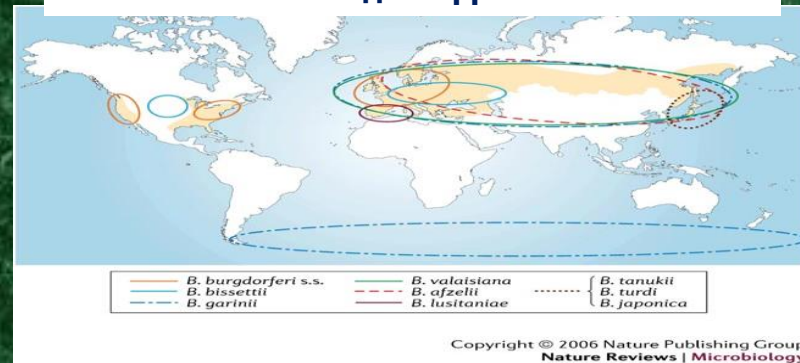 B. burgdorferi s.s.
B. bissettii
B. garinii
B. valaisiana
B. afzelii
B. lusitaniae
B. tanukii
B. turdi
B. japonica
Copyright © 2006 Nature Publishing Group
Nature Reviews | Microbiology